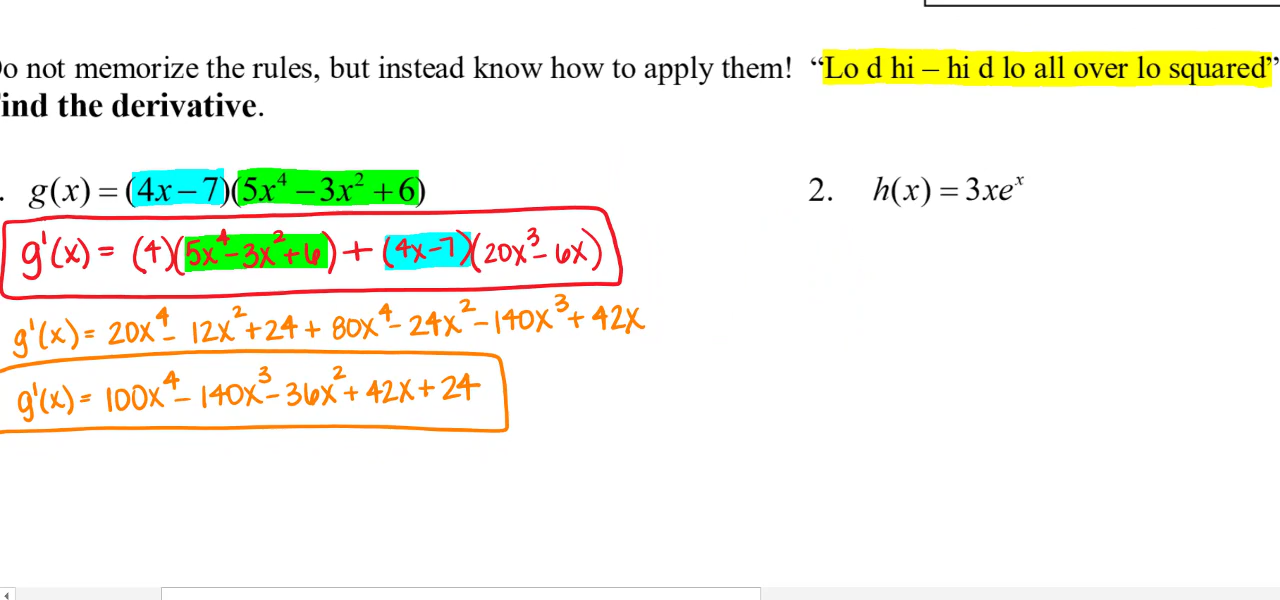 o not memorize the rules, but instead know how to apply them! “Lo d hi – hi d lo all over lo squared”
ind the derivative.
. g(x) = (4x – 7)(5x⁴ – 3x² + 6)
2. h(x) = 3xeˣ
g'(x) = (4)(5x⁴ - 3x² + 6) + (4x - 7)(20x³ - 6x)
g'(x) = 20x⁴ - 12x² + 24 + 80x⁴ - 24x² - 140x³ + 42x
g'(x) = 100x⁴ - 140x³ - 36x² + 42x + 24